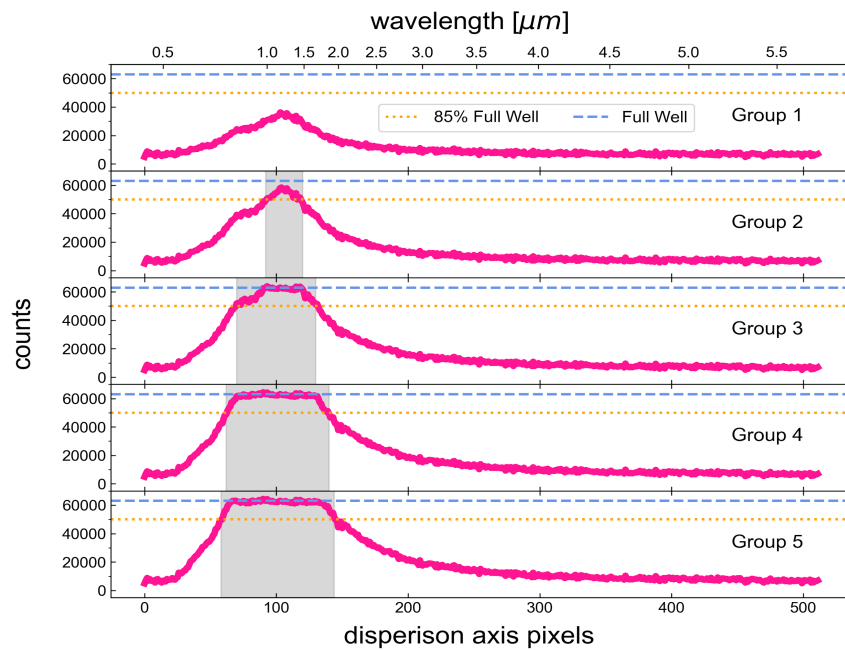 wavelength [μm]
0.5 1.0 1.5 2.0 2.5 3.0 3.5 4.0 4.5 5.0 5.5
60000
40000
20000
0
85% Full Well Full Well
Group 1
60000
40000
20000
0
Group 2
60000
40000
20000
0
Group 3
counts
60000
40000
20000
0
Group 4
60000
40000
20000
0
Group 5
0 100 200 300 400 500
disperison axis pixels